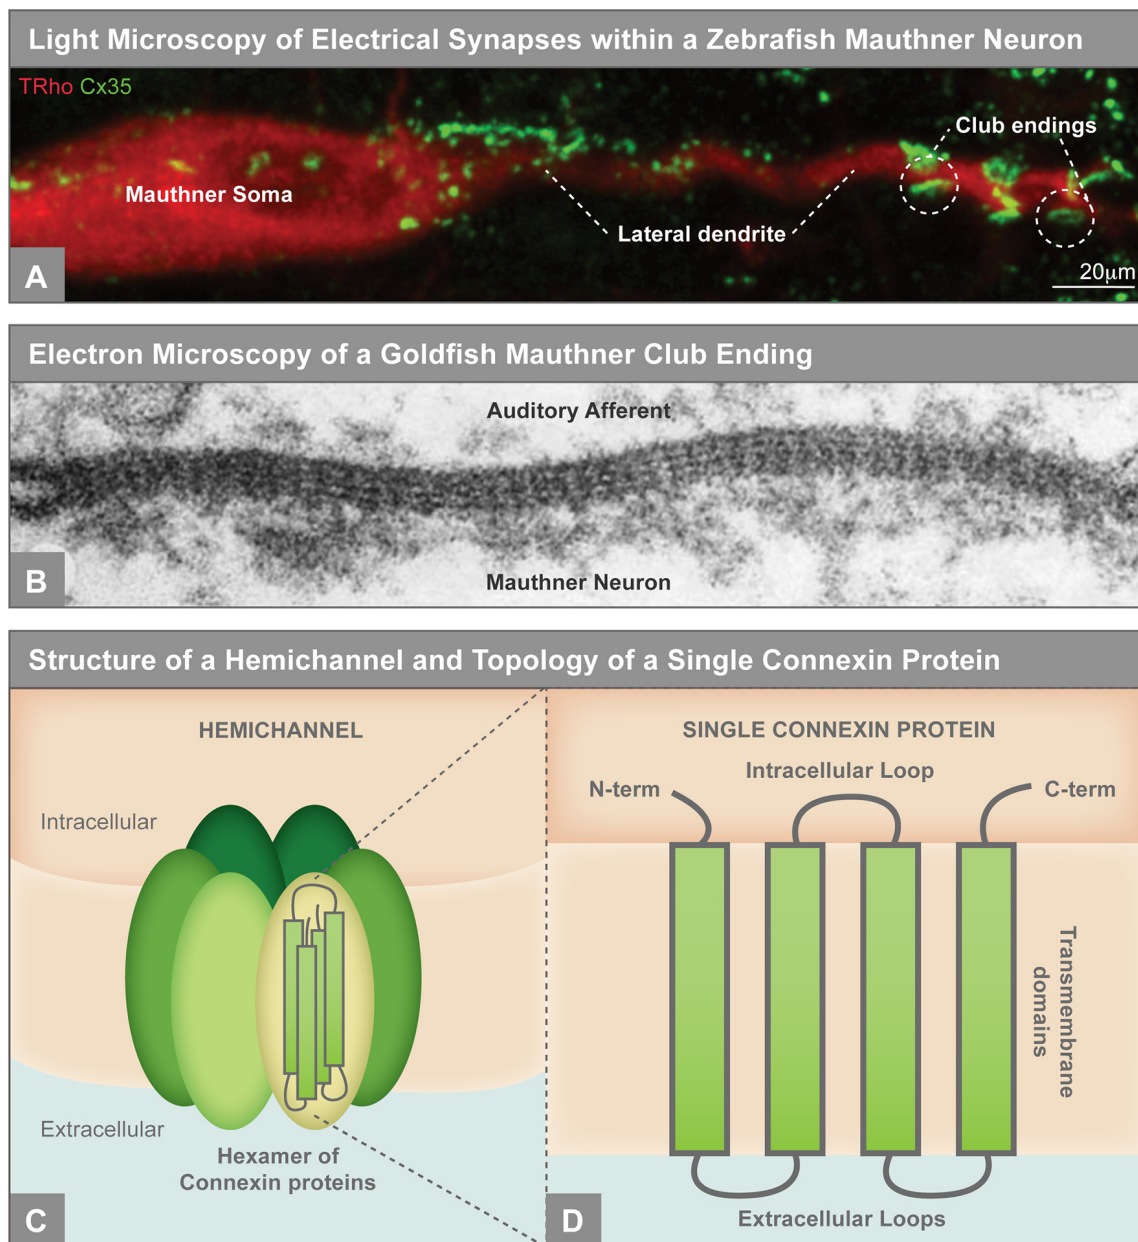 Light Microscopy of Electrical Synapses within a Zebrafish Mauthner Neuron
TRho Cx35
Club endings
Mauthner Soma
Lateral dendrite
20μm
A
Electron Microscopy of a Goldfish Mauthner Club Ending
Auditory Afferent
Mauthner Neuron
B
Structure of a Hemichannel and Topology of a Single Connexin Protein
HEMICHANNEL
Intracellular
Extracellular
Hexamer of
Connexin proteins
C
SINGLE CONNEXIN PROTEIN
Intracellular Loop
N-term
C-term
Transmembrane
domains
Extracellular Loops
D